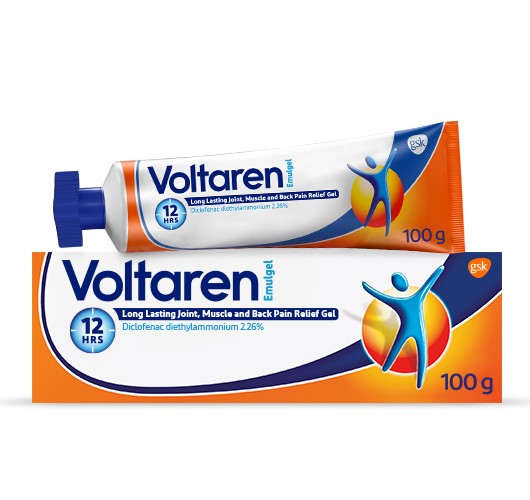 Voltaren
Emulgel
12
HRS
Long Lasting Joint, Muscle and Back Pain Relief Gel
Diclofenac diethylammonium 2.26%
gsk
100 g
Voltaren
Emulgel
12
HRS
Long Lasting Joint, Muscle and Back Pain Relief Gel
Diclofenac diethylammonium 2.26%
gsk
100 g